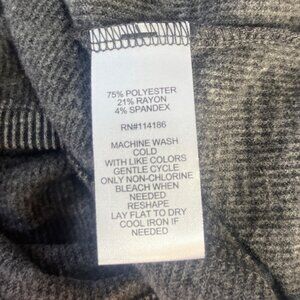 75% POLYESTER
21% RAYON
4% SPANDEX
RN#114186
MACHINE WASH
COLD
WITH LIKE COLORS
GENTLE CYCLE
ONLY NON-CHLORINE
BLEACH WHEN
NEEDED
RESHAPE
LAY FLAT TO DRY
COOL IRON IF
NEEDED